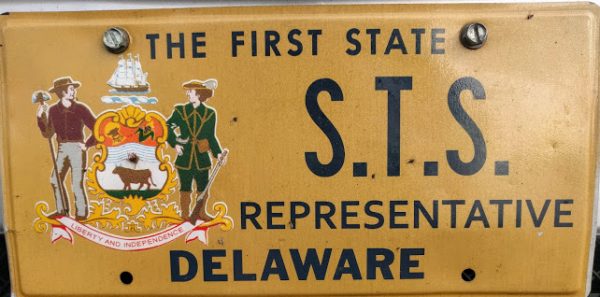 THE FIRST STATE
S.T.S.
LIBERTY AND INDEPENDENCE
REPRESENTATIVE
DELAWARE